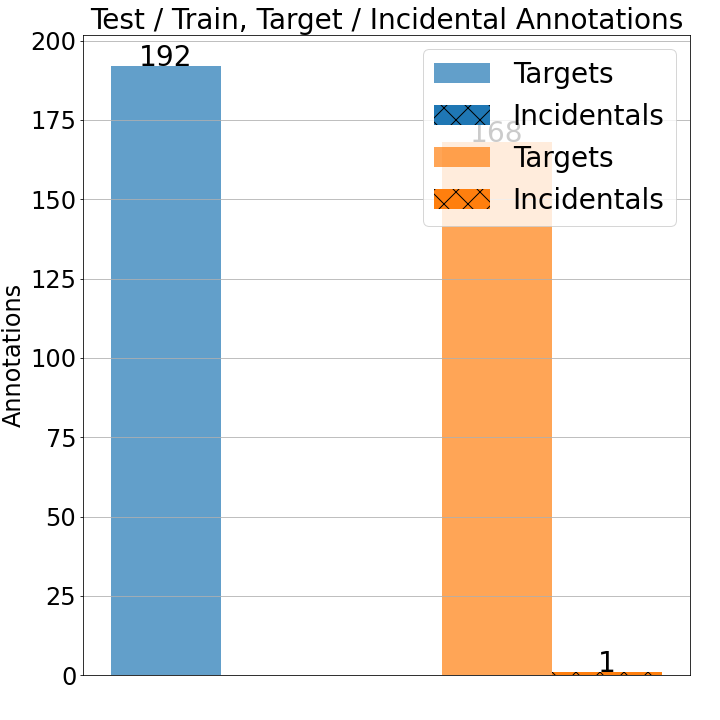 Test / Train, Target / Incidental Annotations
200
175
150
125
100
75
50
25
0
Annotations
192
168
1
Targets
Incidentals
Targets
Incidentals